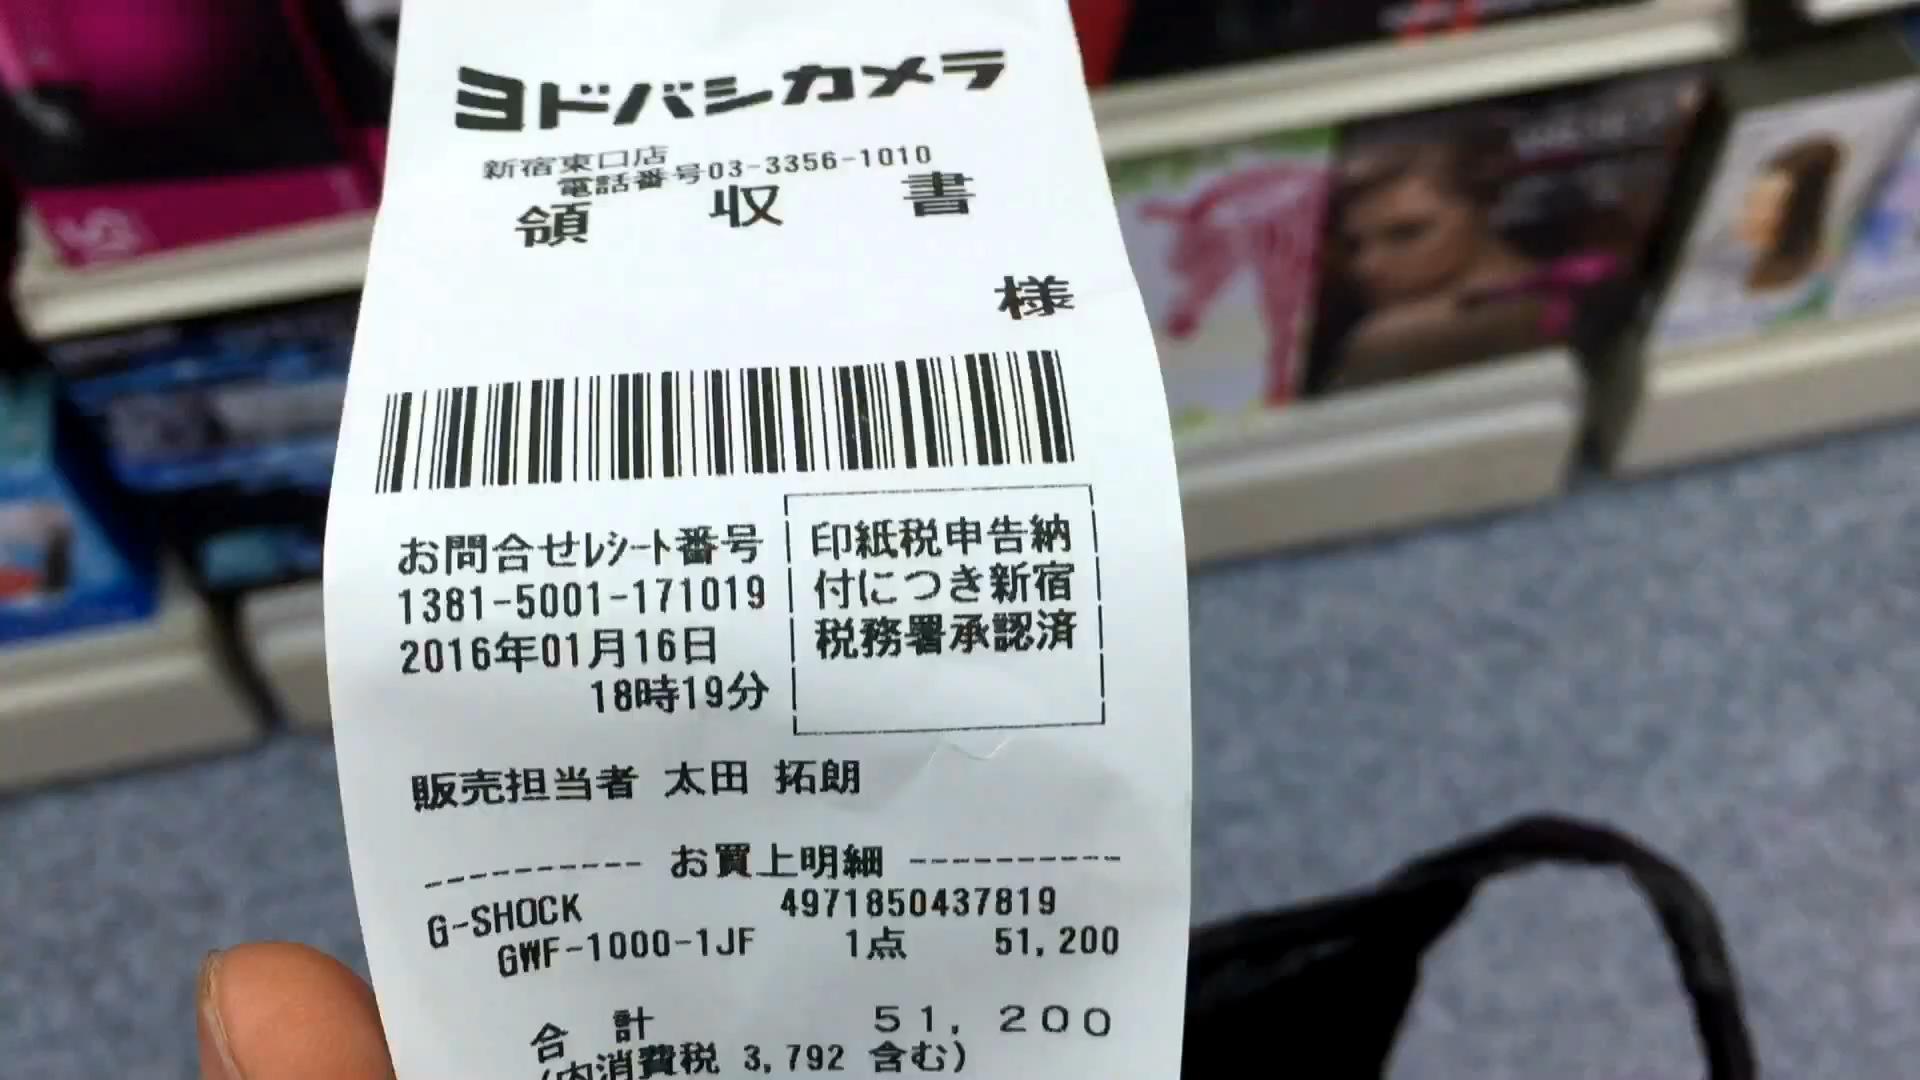 ヨドバシカメラ
新宿東口店
電話番号03-3356-1010
領収書
様
お問合せﾚｼｰﾄ番号
1381-5001-171019
2016年01月16日
18時19分
印紙税申告納
付につき新宿
税務署承認済
販売担当者 太田 拓朗
---------- お買上明細 ----------
G-SHOCK 4971850437819
GWF-1000-1JF 1点 51,200
合計 51,200
(内消費税 3,792 含む)